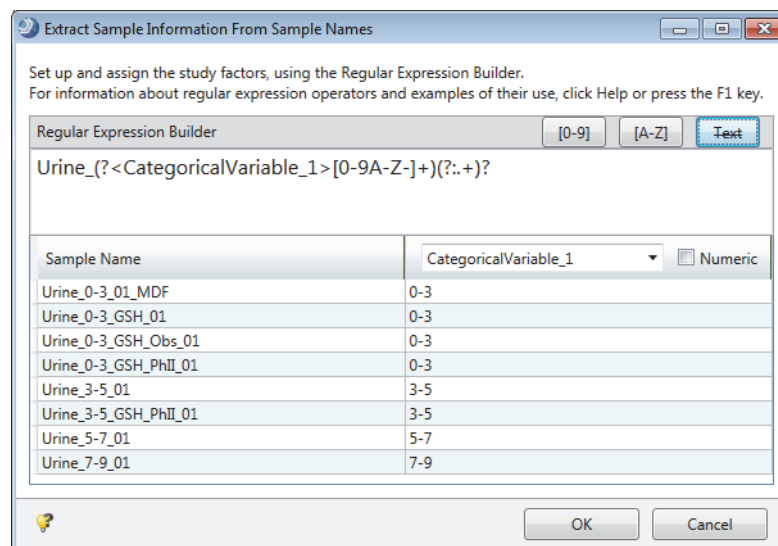 Extract Sample Information From Sample Names
Set up and assign the study factors, using the Regular Expression Builder.
For information about regular expression operators and examples of their use, click Help or press the F1 key.
Regular Expression Builder [0-9] [A-Z] Text
Urine_(?<CategoricalVariable_1>[0-9A-Z-]+)(?:.+)?
Sample Name CategoricalVariable_1 Numeric
Urine_0-3_01_MDF 0-3
Urine_0-3_GSH_01 0-3
Urine_0-3_GSH_Obs_01 0-3
Urine_0-3_GSH_PhII_01 0-3
Urine_3-5_01 3-5
Urine_3-5_GSH_PhII_01 3-5
Urine_5-7_01 5-7
Urine_7-9_01 7-9
OK Cancel